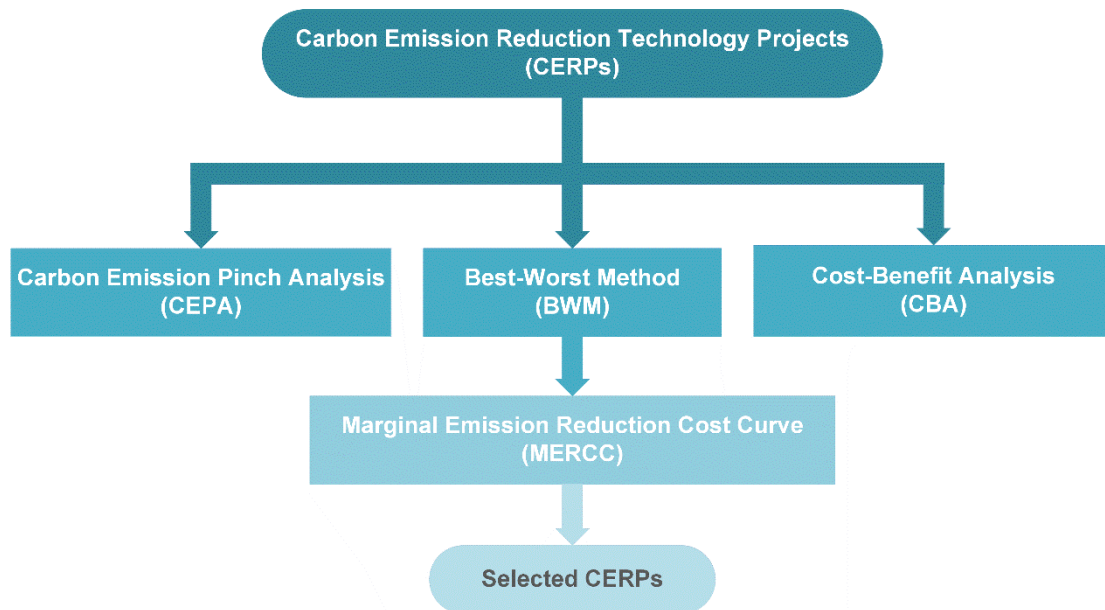 Carbon Emission Reduction Technology Projects
(CERPs)
Carbon Emission Pinch Analysis
(CEPA)
Best-Worst Method
(BWM)
Cost-Benefit Analysis
(CBA)
Marginal Emission Reduction Cost Curve
(MERCC)
Selected CERPs